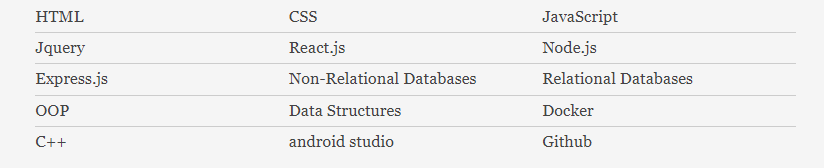 HTML CSS JavaScript
Jquery React.js Node.js
Express.js Non-Relational Databases Relational Databases
OOP Data Structures Docker
C++ android studio Github